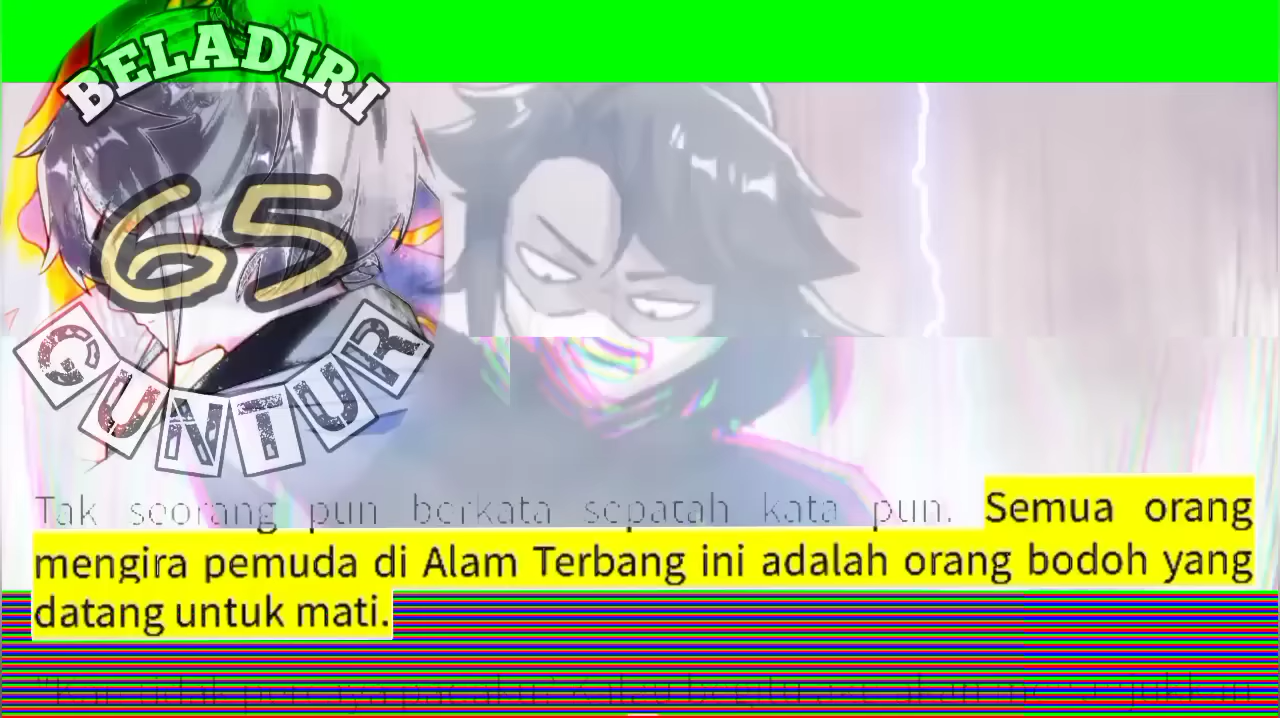 BELADIRI
65
GUNTUR
Tak seorang pun berkata sepatah kata pun. Semua orang
mengira pemuda di Alam Terbang ini adalah orang bodoh yang
datang untuk mati.